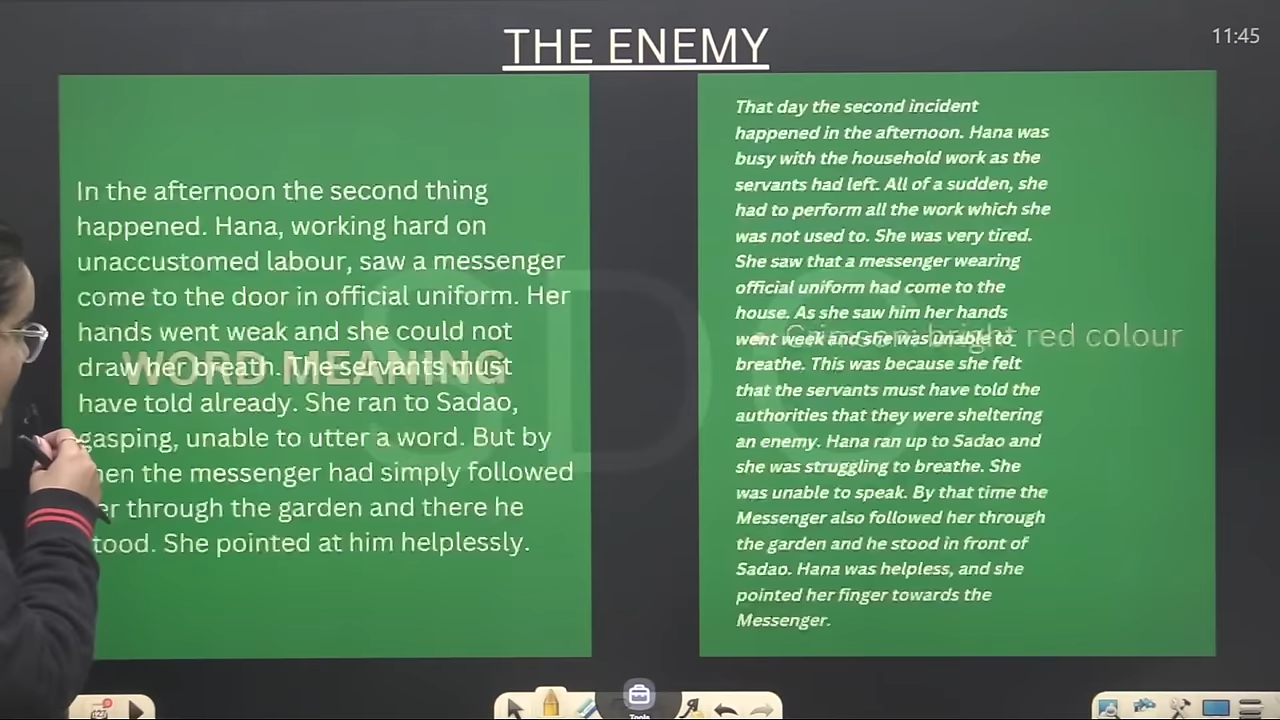 THE ENEMY
11:45
In the afternoon the second thing
happened. Hana, working hard on
unaccustomed labour, saw a messenger
come to the door in official uniform. Her
hands went weak and she could not
draw her breath. The servants must
have told already. She ran to Sadao,
gasping, unable to utter a word. But by
then the messenger had simply followed
her through the garden and there he
stood. She pointed at him helplessly.
WORD MEANING
That day the second incident
happened in the afternoon. Hana was
busy with the household work as the
servants had left. All of a sudden, she
had to perform all the work which she
was not used to. She was very tired.
She saw that a messenger wearing
official uniform had come to the
house. As she saw him her hands
went week and she was unable to
breathe. This was because she felt
that the servants must have told the
authorities that they were sheltering
an enemy. Hana ran up to Sadao and
she was struggling to breathe. She
was unable to speak. By that time the
Messenger also followed her through
the garden and he stood in front of
Sadao. Hana was helpless, and she
pointed her finger towards the
Messenger.
Crimson: bright red colour
SDC
Tools